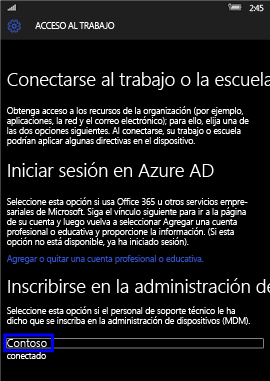 2:45
ACCESO AL TRABAJO
Conectarse al trabajo o la escuela
Obtenga acceso a los recursos de la organización (por ejemplo,
aplicaciones, la red y el correo electrónico); para ello, elija una de
las dos opciones siguientes. Al conectarse, su trabajo o escuela
podrían aplicar algunas directivas en el dispositivo.
Iniciar sesión en Azure AD
Seleccione esta opción si usa Office 365 u otros servicios empre-
sariales de Microsoft. Siga el vínculo siguiente para ir a la página
de su cuenta y luego vuelva a seleccionar Agregar una cuenta
profesional o educativa y proporcione la información. (Si esta
opción no está disponible, ya ha iniciado sesión).
Agregar o quitar una cuenta profesional o educativa.
Inscribirse en la administración de
Seleccione esta opción si el personal de soporte técnico le ha
dicho que se inscriba en la administración de dispositivos (MDM).
Contoso
conectado